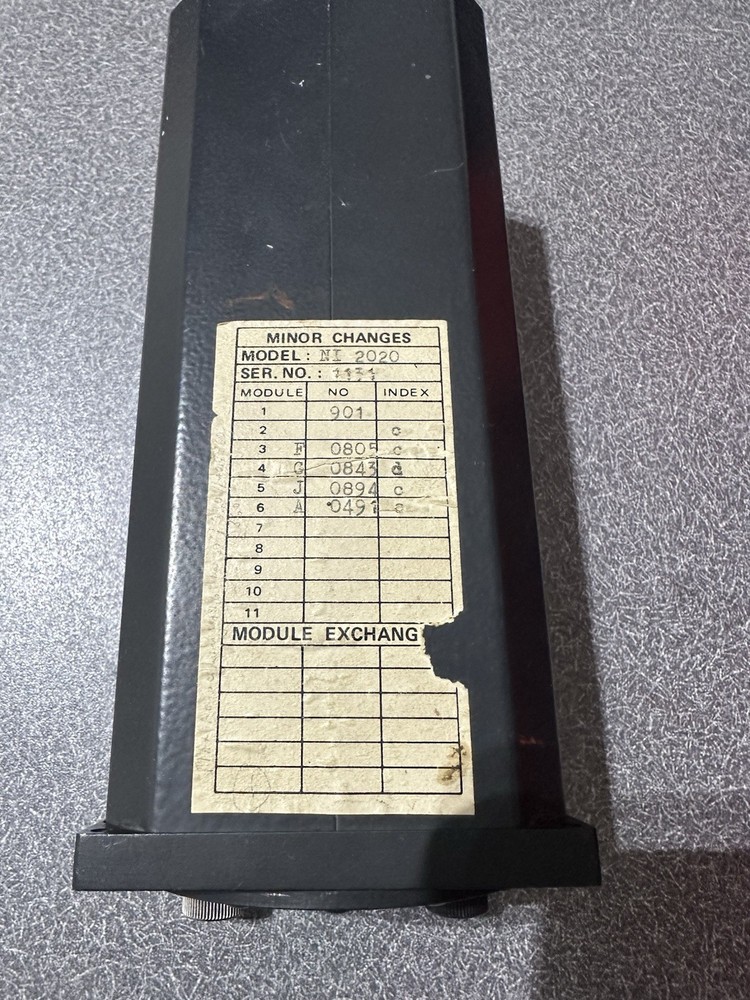 MINOR CHANGES
MODEL : NI 2020
SER. NO. :
MODULE NO INDEX
1 901
2 c
3 F 0805 c
4 G 0843 d
5 J 0894 c
6 A 0491 c
7
8
9
10
11
MODULE EXCHANG